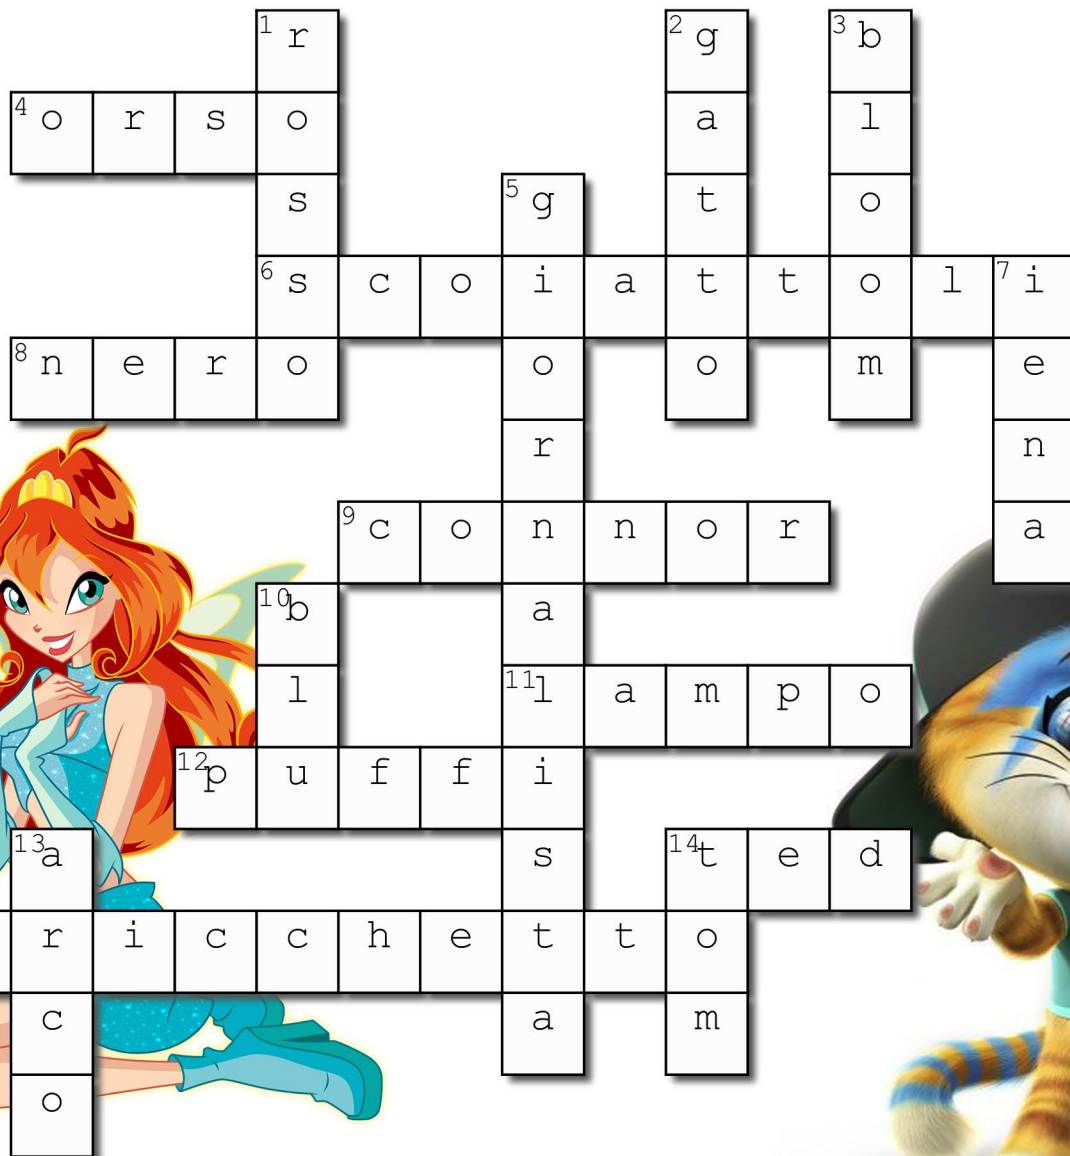 1 r 2 g 3 b
4 o r s o a l
s 5 g t o
6 s c o i a t t o l 7 i
8 n e r o o o m e
r n
9 c o n n o r a
10 b a
l 11 l a m p o
12 p u f f i
13 a s 14 t e d
r i c c h e t t o
c a m
o